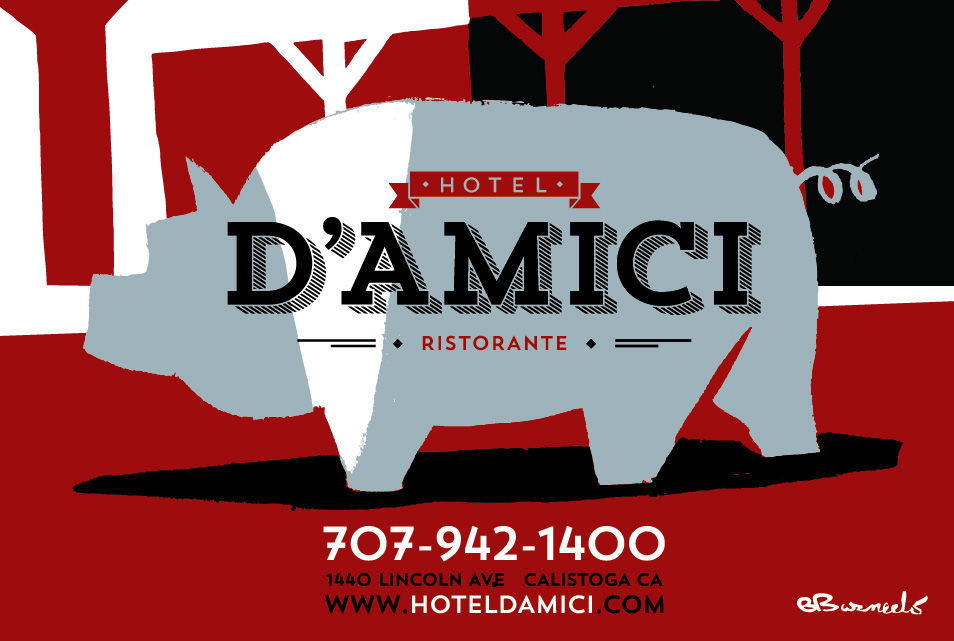 HOTEL
D'AMICI
RISTORANTE
707-942-1400
1440 LINCOLN AVE CALISTOGA CA
WWW.HOTELDAMICI.COM